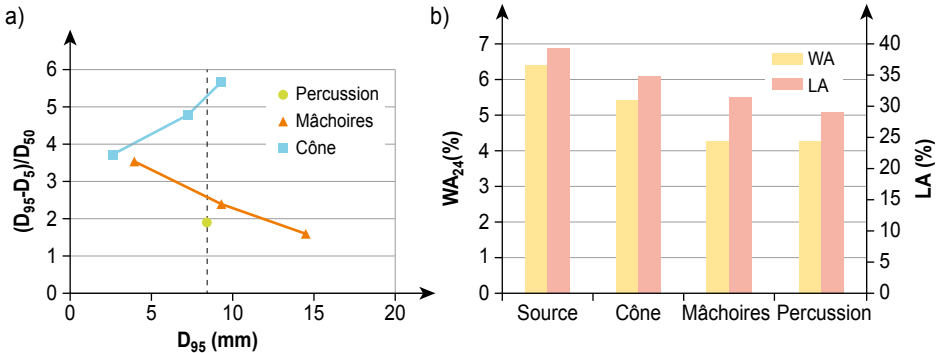 a)
(D95-D5)/D50
6
5
4
3
2
1
0
0 5 10 15 20
D95 (mm)
Percussion
Mâchoires
Cône
b)
WA24(%)
7
6
5
4
3
2
1
0
WA
LA
Source Cône Mâchoires Percussion
40
35
30
25
20
15
10
5
0
LA (%)